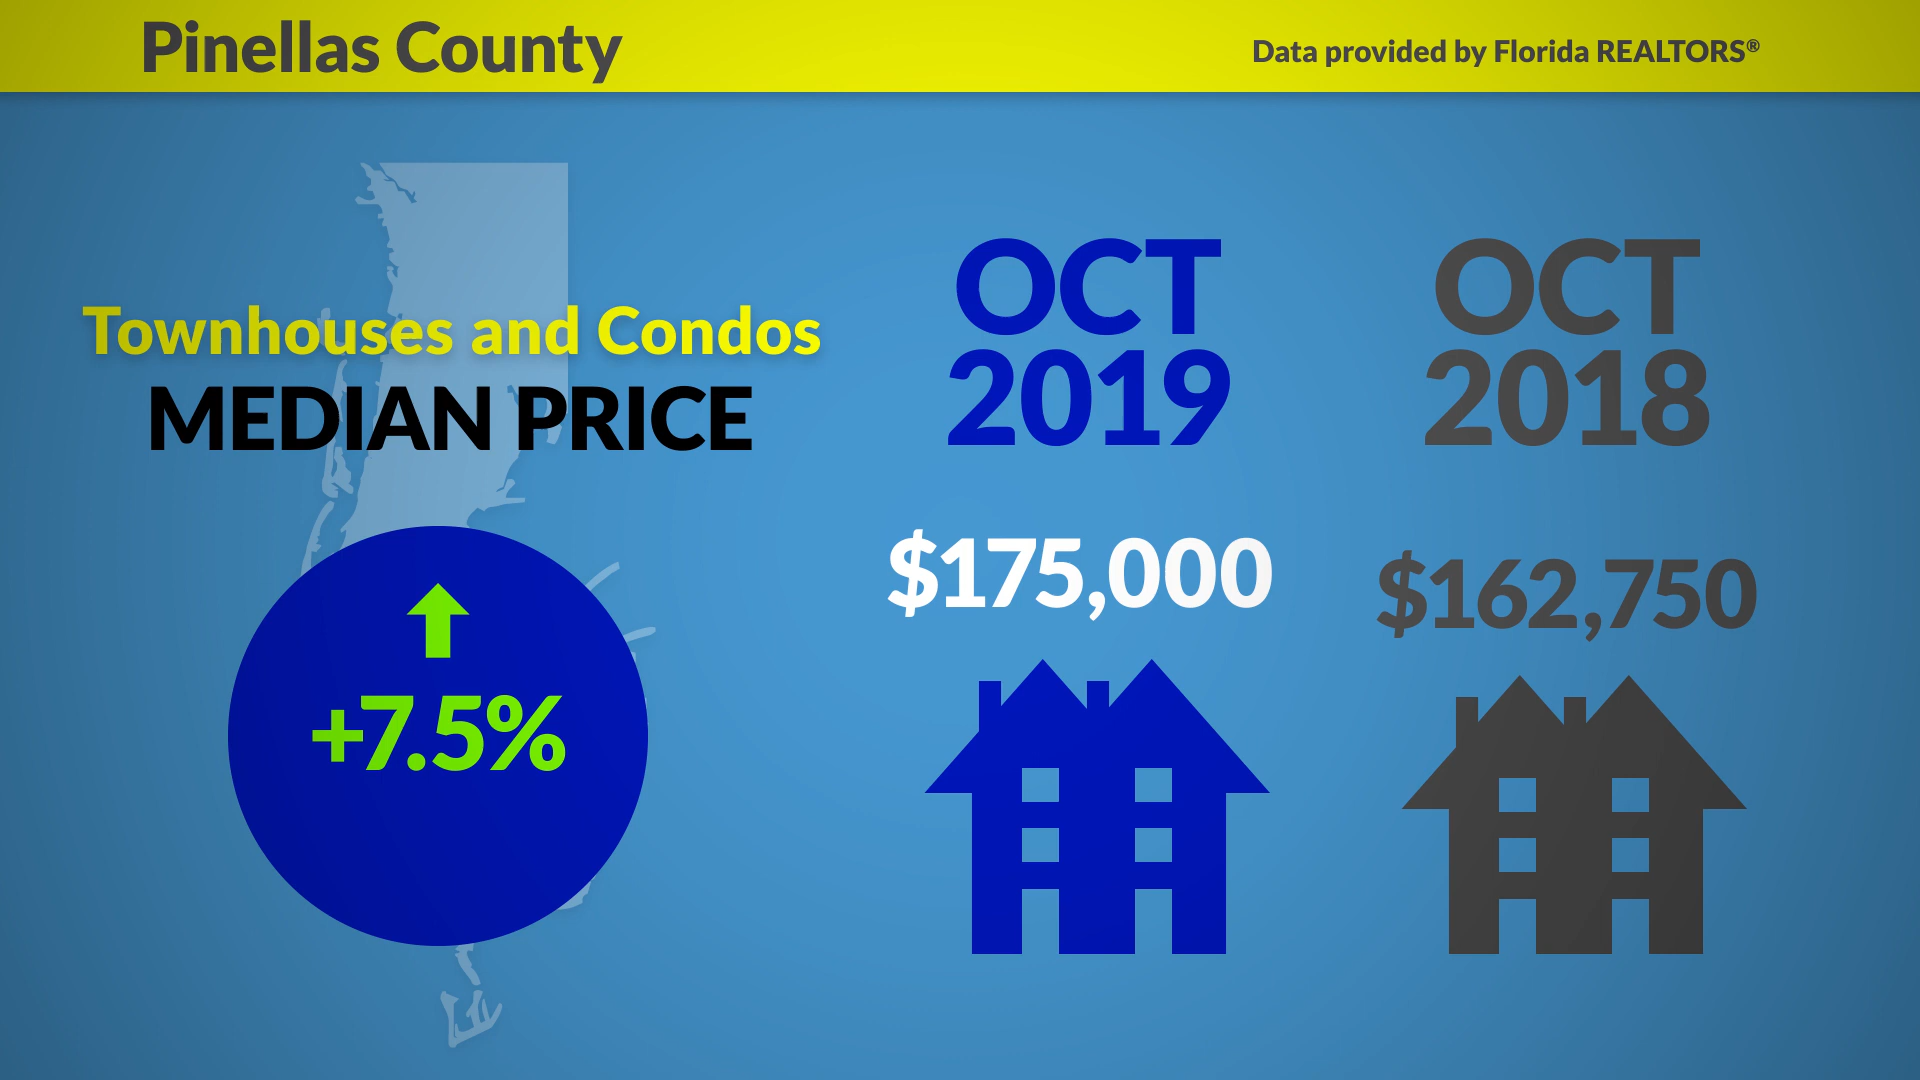 Pinellas County
Data provided by Florida REALTORS®
Townhouses and Condos
MEDIAN PRICE
+7.5%
OCT
2019
$175,000
OCT
2018
$162,750